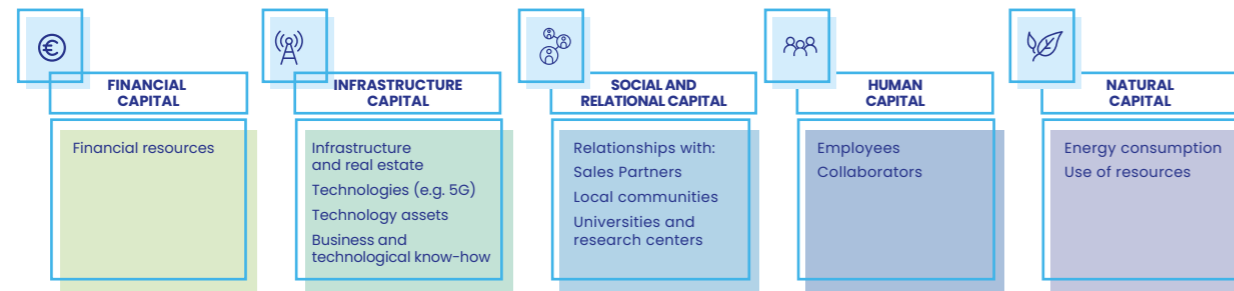 FINANCIAL
CAPITAL
Financial resources
INFRASTRUCTURE
CAPITAL
Infrastructure
and real estate
Technologies (e.g. 5G)
Technology assets
Business and
technological know-how
SOCIAL AND
RELATIONAL CAPITAL
Relationships with:
Sales Partners
Local communities
Universities and
research centers
HUMAN
CAPITAL
Employees
Collaborators
NATURAL
CAPITAL
Energy consumption
Use of resources